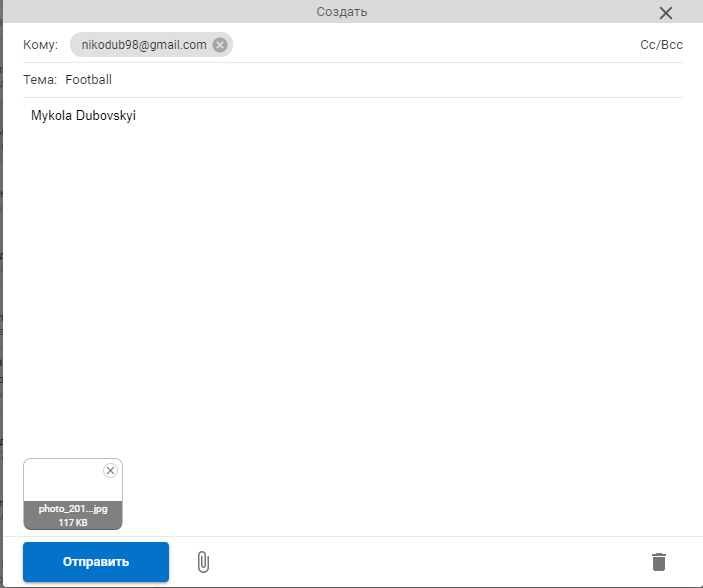 Создать
Кому: nikodub98@gmail.com Cc/Bcc
Тема: Football
Mykola Dubovskyi
photo_201...jpg
117 KB
Отправить